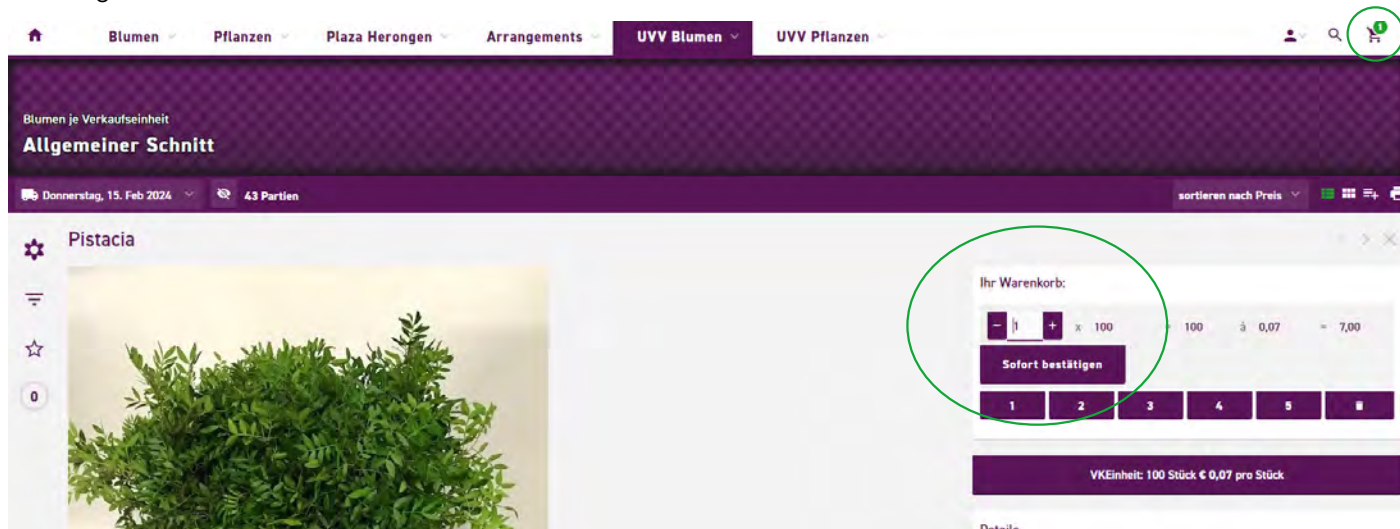 1
Blumen Pflanzen Plaza Herongen Arrangements UVV Blumen UVV Pflanzen
Blumen je Verkaufseinheit
Allgemeiner Schnitt
Donnerstag, 15. Feb 2024 43 Partien sortieren nach Preis
Pistacia
Ihr Warenkorb:
- 1 + x 100 = 100 à 0,07 = 7,00
Sofort bestätigen
0
1 2 3 4 5
VKEinheit: 100 Stück € 0,07 pro Stück